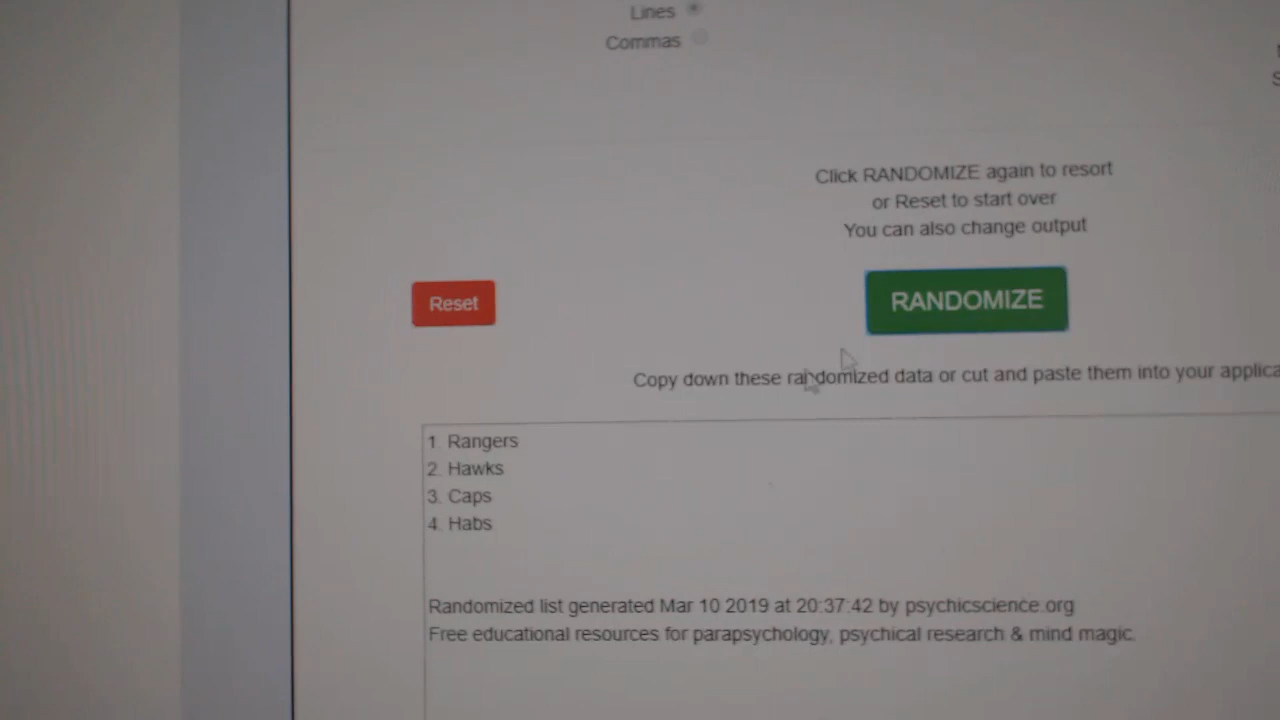 Lines
Commas
Click RANDOMIZE again to resort
or Reset to start over
You can also change output
Reset
RANDOMIZE
Copy down these randomized data or cut and paste them into your applica
1. Rangers
2. Hawks
3. Caps
4. Habs
Randomized list generated Mar 10 2019 at 20:37:42 by psychicscience.org
Free educational resources for parapsychology, psychical research & mind magic.